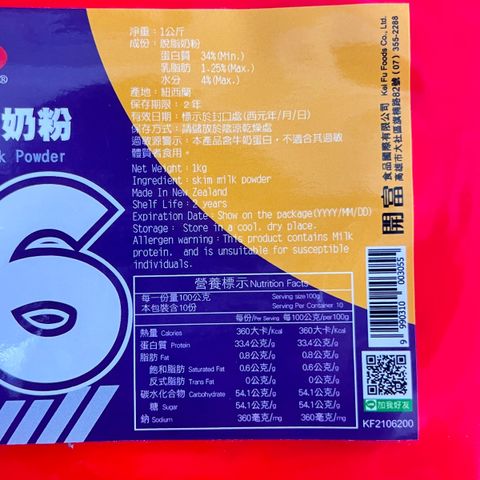 ®
奶粉
k Powder
6
淨重：1公斤
成份：脫脂奶粉
蛋白質 34%(Min.)
乳脂肪 1.25%(Max.)
水分 4%(Max.)
產地：紐西蘭
保存期限：2年
有效日期：標示於封口處(西元年/月/日)
保存方式：請儲放於陰涼乾燥處
過敏原警示：本產品含牛奶蛋白，不適合其過敏
體質者食用。
Net Weight：1Kg
Ingredient：skim milk powder
Made In New Zealand
Shelf Life：2 years
Expiration Date：Show on the package(YYYY/MM/DD)
Storage： Store in a cool, dry place.
Allergen warning：This product contains Milk
protein. and is unsuitable for susceptible
individuals.
營養標示Nutrition Facts
每一份量100公克 Serving size100g
本包裝含10份 Serving Per Container 10
每份/Per Serving 每100公克/per100g
熱量 Calories 360大卡/Kcal 360大卡/Kcal
蛋白質 Protein 33.4公克/g 33.4公克/g
脂肪 Fat 0.8公克/g 0.8公克/g
飽和脂肪 Saturated Fat 0.6公克/g 0.6公克/g
反式脂肪 Trans Fat 0公克/g 0公克/g
碳水化合物 Carbohydrate 54.1公克/g 54.1公克/g
糖 Sugar 54.1公克/g 54.1公克/g
鈉 Sodium 360毫克/mg 360毫克/mg
開富
食品國際有限公司 Kai Fu Foods Co., Ltd.
高雄市大社區旗楠路82號 (07) 355-2288
9 990310 003055
加我好友
KF2106200